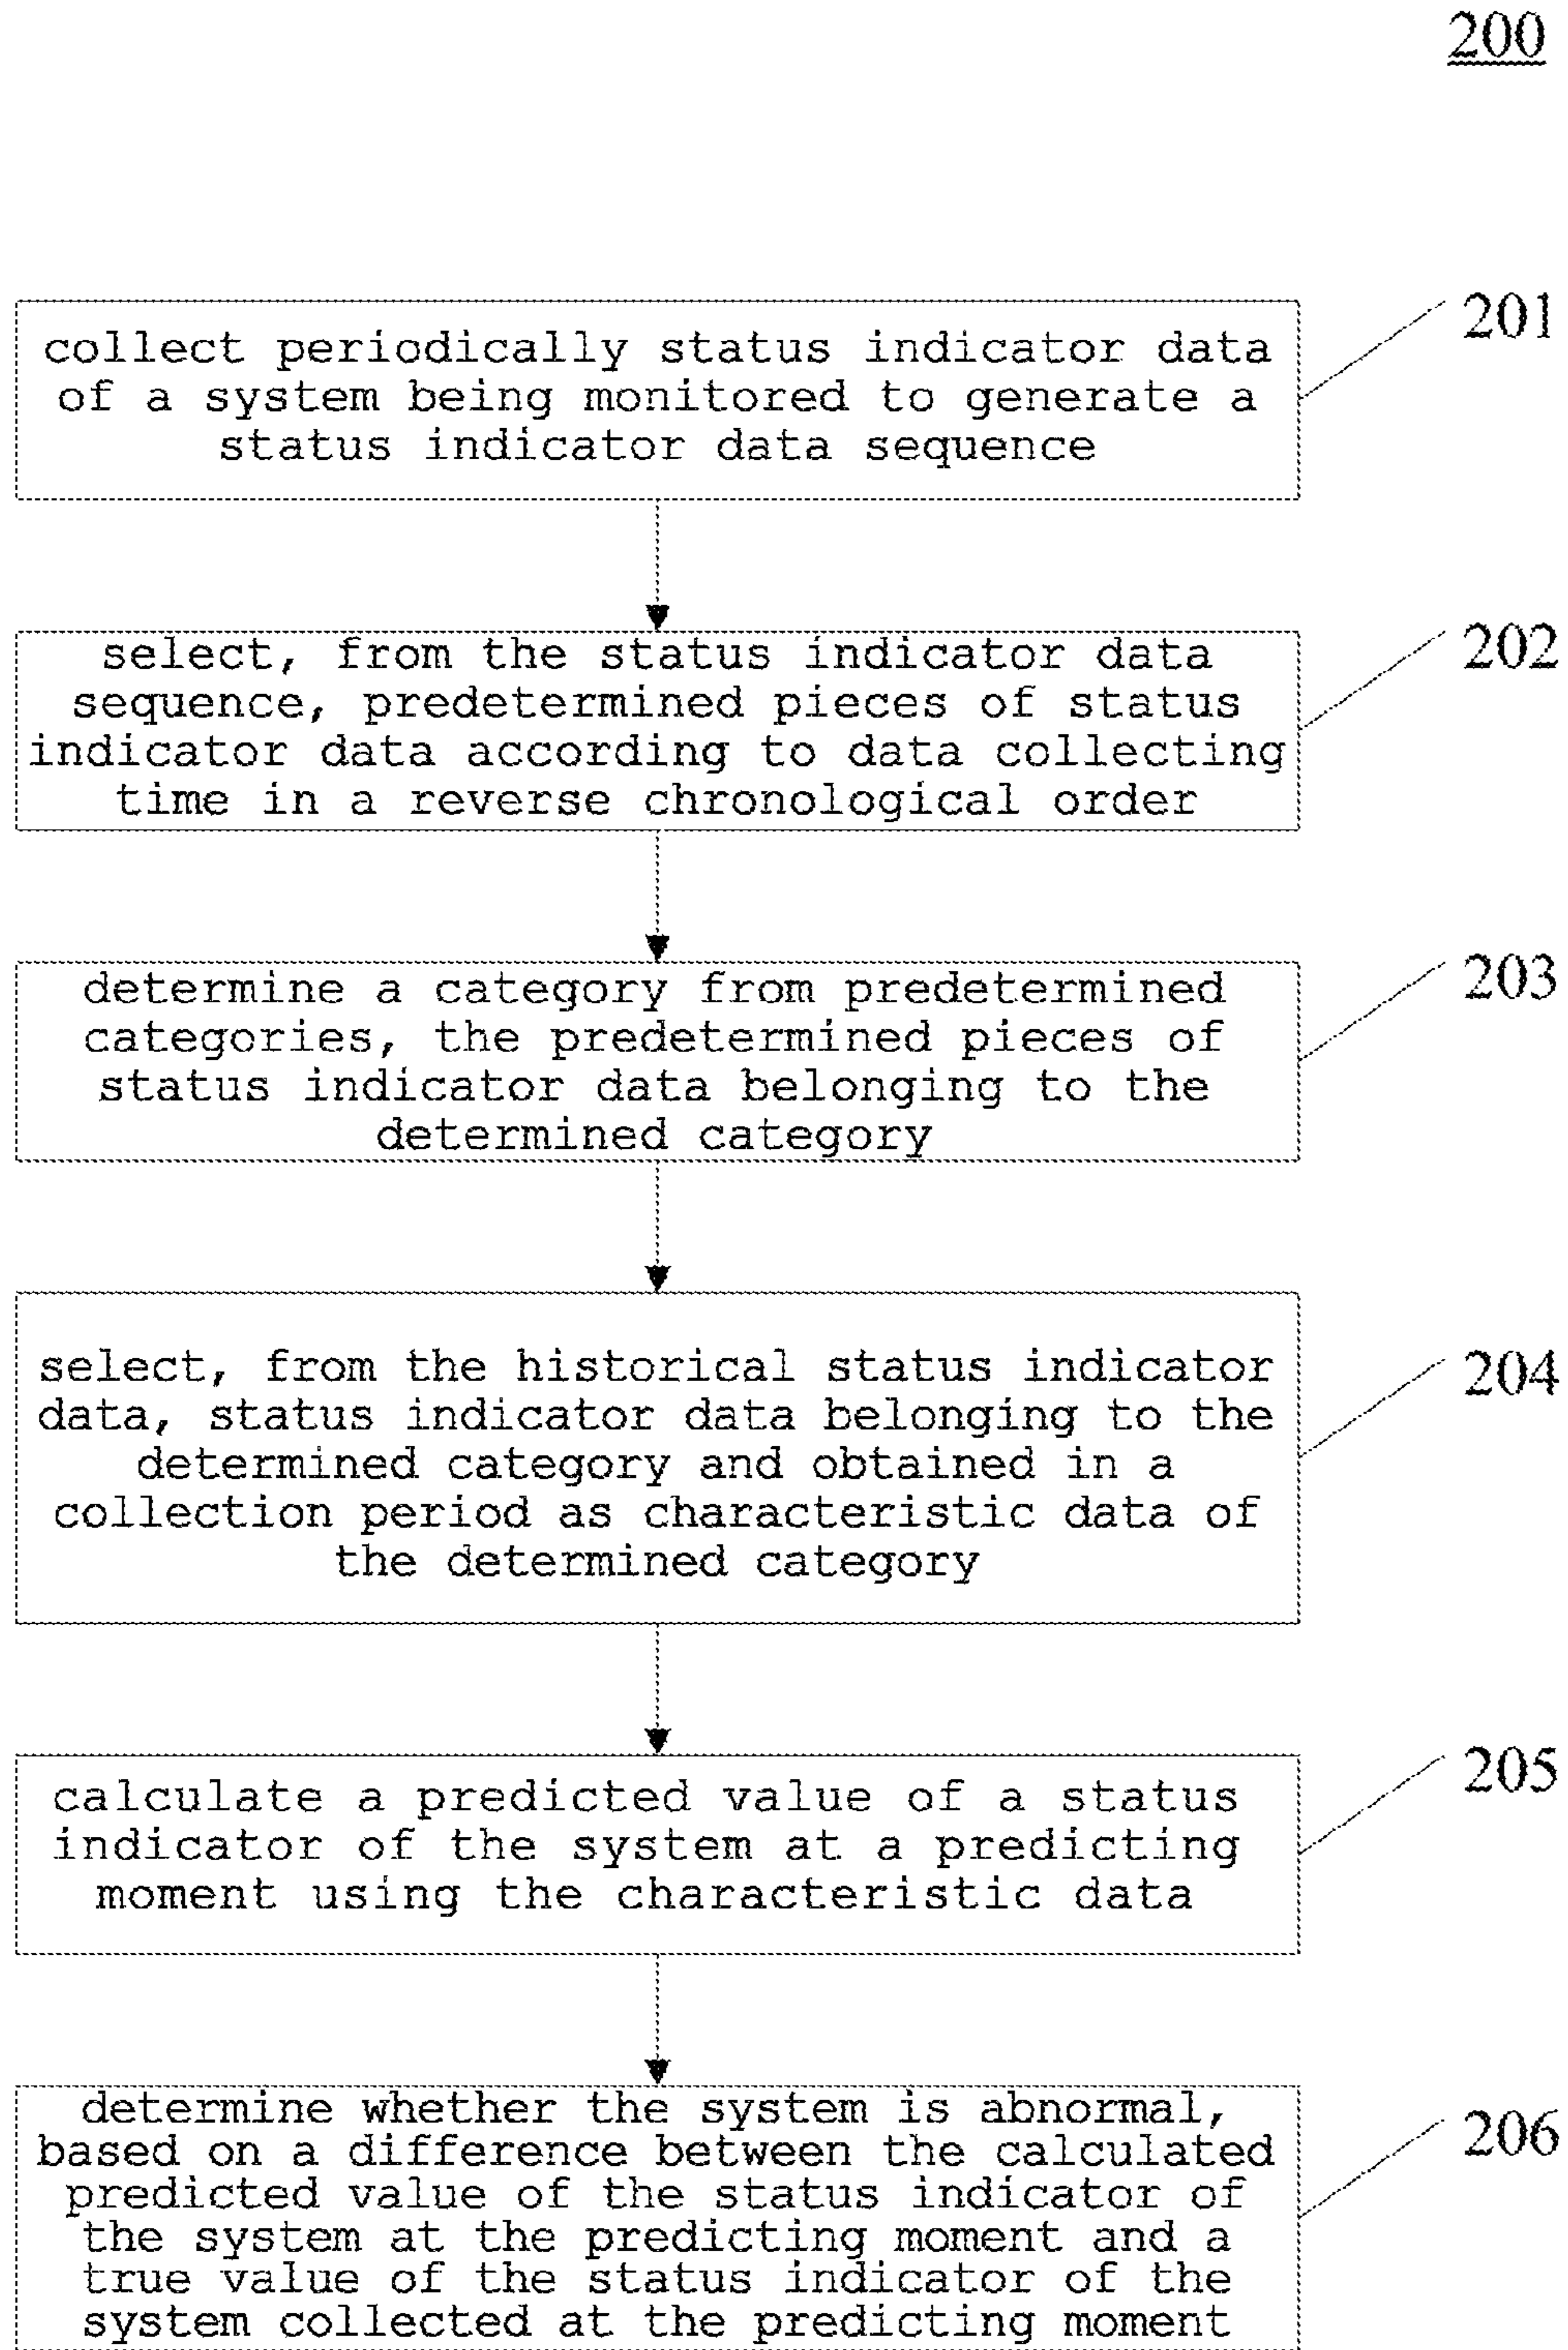 200
collect periodically status indicator data
of a system being monitored to generate a
status indicator data sequence
201
select, from the status indicator data
sequence, predetermined pieces of status
indicator data according to data collecting
time in a reverse chronological order
202
determine a category from predetermined
categories, the predetermined pieces of
status indicator data belonging to the
determined category
203
select, from the historical status indicator
data, status indicator data belonging to the
determined category and obtained in a
collection period as characteristic data of
the determined category
204
calculate a predicted value of a status
indicator of the system at a predicting
moment using the characteristic data
205
determine whether the system is abnormal,
based on a difference between the calculated
predicted value of the status indicator of
the system at the predicting moment and a
true value of the status indicator of the
system collected at the predicting moment
206